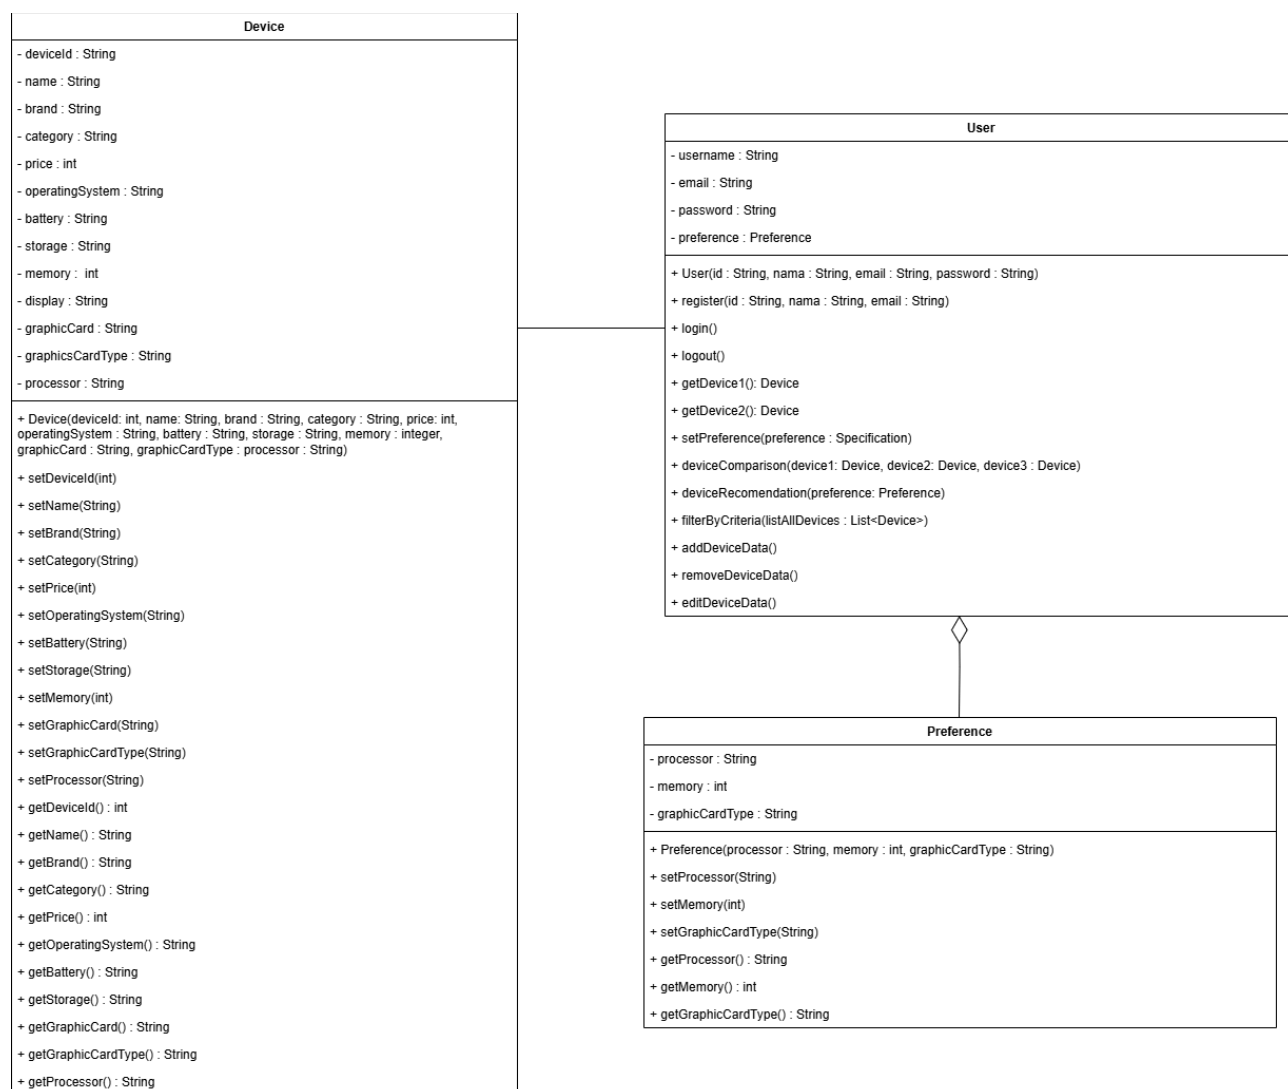 Device
- deviceId : String
- name : String
- brand : String
- category : String
- price : int
- operatingSystem : String
- battery : String
- storage : String
- memory :  int
- display : String
- graphicCard : String
- graphicsCardType : String
- processor : String
+ Device(deviceId: int, name: String, brand : String, category : String, price: int,
operatingSystem : String, battery : String, storage : String, memory : integer,
graphicCard : String, graphicCardType : processor : String)
+ setDeviceId(int)
+ setName(String)
+ setBrand(String)
+ setCategory(String)
+ setPrice(int)
+ setOperatingSystem(String)
+ setBattery(String)
+ setStorage(String)
+ setMemory(int)
+ setGraphicCard(String)
+ setGraphicCardType(String)
+ setProcessor(String)
+ getDeviceId() : int
+ getName() : String
+ getBrand() : String
+ getCategory() : String
+ getPrice() : int
+ getOperatingSystem() : String
+ getBattery() : String
+ getStorage() : String
+ getGraphicCard() : String
+ getGraphicCardType() : String
+ getProcessor() : String
User
- username : String
- email : String
- password : String
- preference : Preference
+ User(id : String, nama : String, email : String, password : String)
+ register(id : String, nama : String, email : String)
+ login()
+ logout()
+ getDevice1(): Device
+ getDevice2(): Device
+ setPreference(preference : Specification)
+ deviceComparison(device1: Device, device2: Device, device3 : Device)
+ deviceRecomendation(preference: Preference)
+ filterByCriteria(listAllDevices : List<Device>)
+ addDeviceData()
+ removeDeviceData()
+ editDeviceData()
Preference
- processor : String
- memory : int
- graphicCardType : String
+ Preference(processor : String, memory : int, graphicCardType : String)
+ setProcessor(String)
+ setMemory(int)
+ setGraphicCardType(String)
+ getProcessor() : String
+ getMemory() : int
+ getGraphicCardType() : String